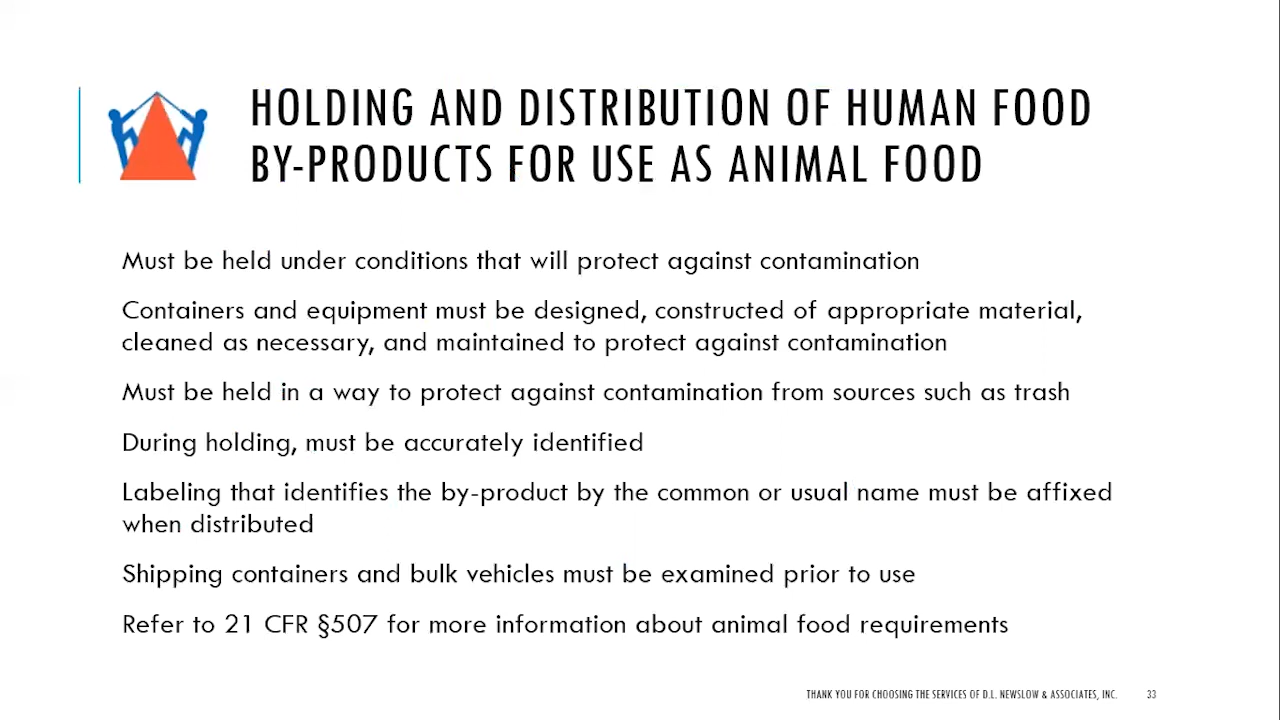 HOLDING AND DISTRIBUTION OF HUMAN FOOD
BY-PRODUCTS FOR USE AS ANIMAL FOOD
Must be held under conditions that will protect against contamination
Containers and equipment must be designed, constructed of appropriate material,
cleaned as necessary, and maintained to protect against contamination
Must be held in a way to protect against contamination from sources such as trash
During holding, must be accurately identified
Labeling that identifies the by-product by the common or usual name must be affixed
when distributed
Shipping containers and bulk vehicles must be examined prior to use
Refer to 21 CFR §507 for more information about animal food requirements
THANK YOU FOR CHOOSING THE SERVICES OF D.L. NEWSLOW & ASSOCIATES, INC. 33